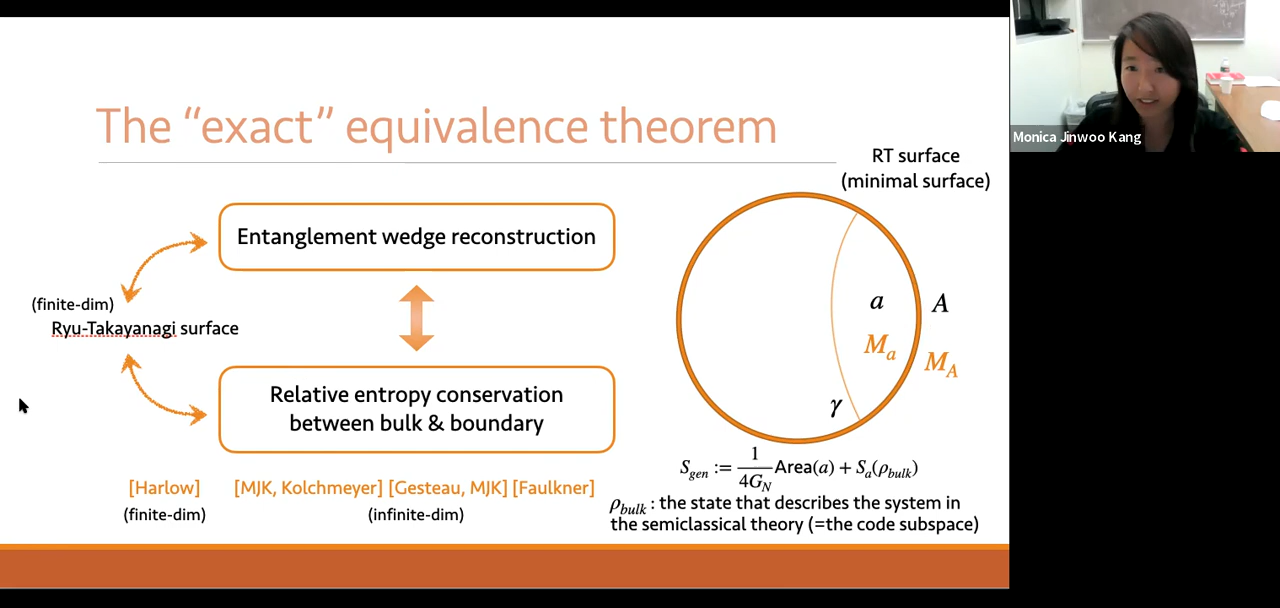 The “exact” equivalence theorem
Entanglement wedge reconstruction
(finite-dim)
Ryu-Takayanagi surface
Relative entropy conservation
between bulk & boundary
[Harlow]
(finite-dim)
[MJK, Kolchmeyer] [Gesteau, MJK] [Faulkner]
(infinite-dim)
RT surface
(minimal surface)
a
A
M_a
M_A
γ
S_gen := 1/4G_N Area(a) + S_a(ρ_bulk)
ρ_bulk : the state that describes the system in
the semiclassical theory (=the code subspace)
Monica Jinwoo Kang